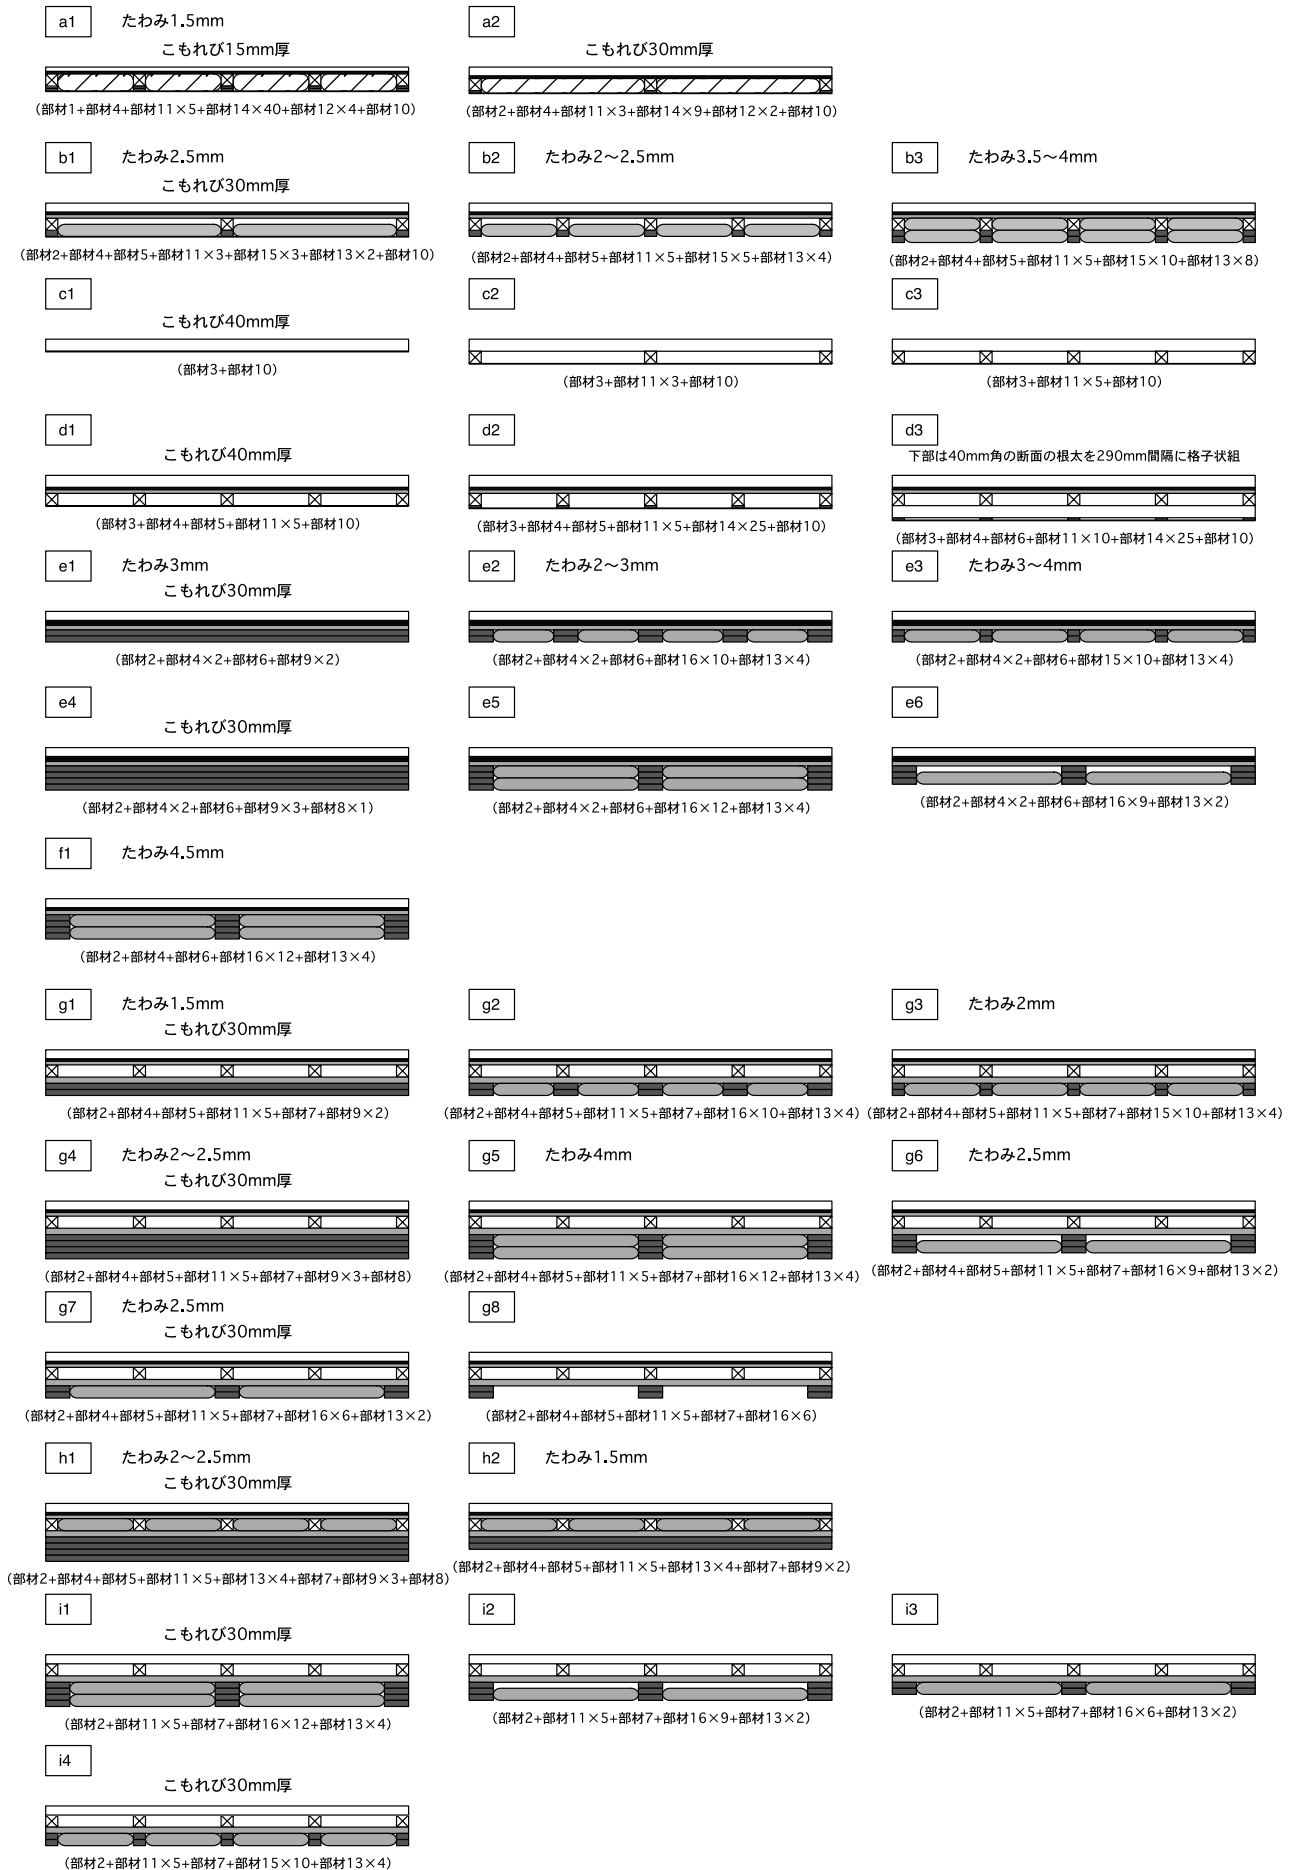 a1 たわみ1.5mm
a2
こもれび15mm厚
こもれび30mm厚
(部材1+部材4+部材11×5+部材14×40+部材12×4+部材10)
(部材2+部材4+部材11×3+部材14×9+部材12×2+部材10)
b1 たわみ2.5mm
b2 たわみ2〜2.5mm
b3 たわみ3.5〜4mm
こもれび30mm厚
(部材2+部材4+部材5+部材11×3+部材15×3+部材13×2+部材10)
(部材2+部材4+部材5+部材11×5+部材15×5+部材13×4)
(部材2+部材4+部材5+部材11×5+部材15×10+部材13×8)
c1
c2
c3
こもれび40mm厚
(部材3+部材10)
(部材3+部材11×3+部材10)
(部材3+部材11×5+部材10)
d1
d2
d3
こもれび40mm厚
下部は40mm角の断面の根太を290mm間隔に格子状組
(部材3+部材4+部材5+部材11×5+部材10)
(部材3+部材4+部材5+部材11×5+部材14×25+部材10)
(部材3+部材4+部材6+部材11×10+部材14×25+部材10)
e1 たわみ3mm
e2 たわみ2〜3mm
e3 たわみ3〜4mm
こもれび30mm厚
(部材2+部材4×2+部材6+部材9×2)
(部材2+部材4×2+部材6+部材16×10+部材13×4)
(部材2+部材4×2+部材6+部材15×10+部材13×4)
e4
e5
e6
こもれび30mm厚
(部材2+部材4×2+部材6+部材9×3+部材8×1)
(部材2+部材4×2+部材6+部材16×12+部材13×4)
(部材2+部材4×2+部材6+部材16×9+部材13×2)
f1 たわみ4.5mm
(部材2+部材4+部材6+部材16×12+部材13×4)
g1 たわみ1.5mm
g2
g3 たわみ2mm
こもれび30mm厚
(部材2+部材4+部材5+部材11×5+部材7+部材9×2)
(部材2+部材4+部材5+部材11×5+部材7+部材16×10+部材13×4)
(部材2+部材4+部材5+部材11×5+部材7+部材15×10+部材13×4)
g4 たわみ2〜2.5mm
g5 たわみ4mm
g6 たわみ2.5mm
こもれび30mm厚
(部材2+部材4+部材5+部材11×5+部材7+部材9×3+部材8)
(部材2+部材4+部材5+部材11×5+部材7+部材16×12+部材13×4)
(部材2+部材4+部材5+部材11×5+部材7+部材16×9+部材13×2)
g7 たわみ2.5mm
g8
こもれび30mm厚
(部材2+部材4+部材5+部材11×5+部材7+部材16×6+部材13×2)
(部材2+部材4+部材5+部材11×5+部材7+部材16×6)
h1 たわみ2〜2.5mm
h2 たわみ1.5mm
こもれび30mm厚
(部材2+部材4+部材5+部材11×5+部材13×4+部材7+部材9×3+部材8)
(部材2+部材4+部材5+部材11×5+部材13×4+部材7+部材9×2)
i1
i2
i3
こもれび30mm厚
(部材2+部材11×5+部材7+部材16×12+部材13×4)
(部材2+部材11×5+部材7+部材16×9+部材13×2)
(部材2+部材11×5+部材7+部材16×6+部材13×2)
i4
こもれび30mm厚
(部材2+部材11×5+部材7+部材15×10+部材13×4)